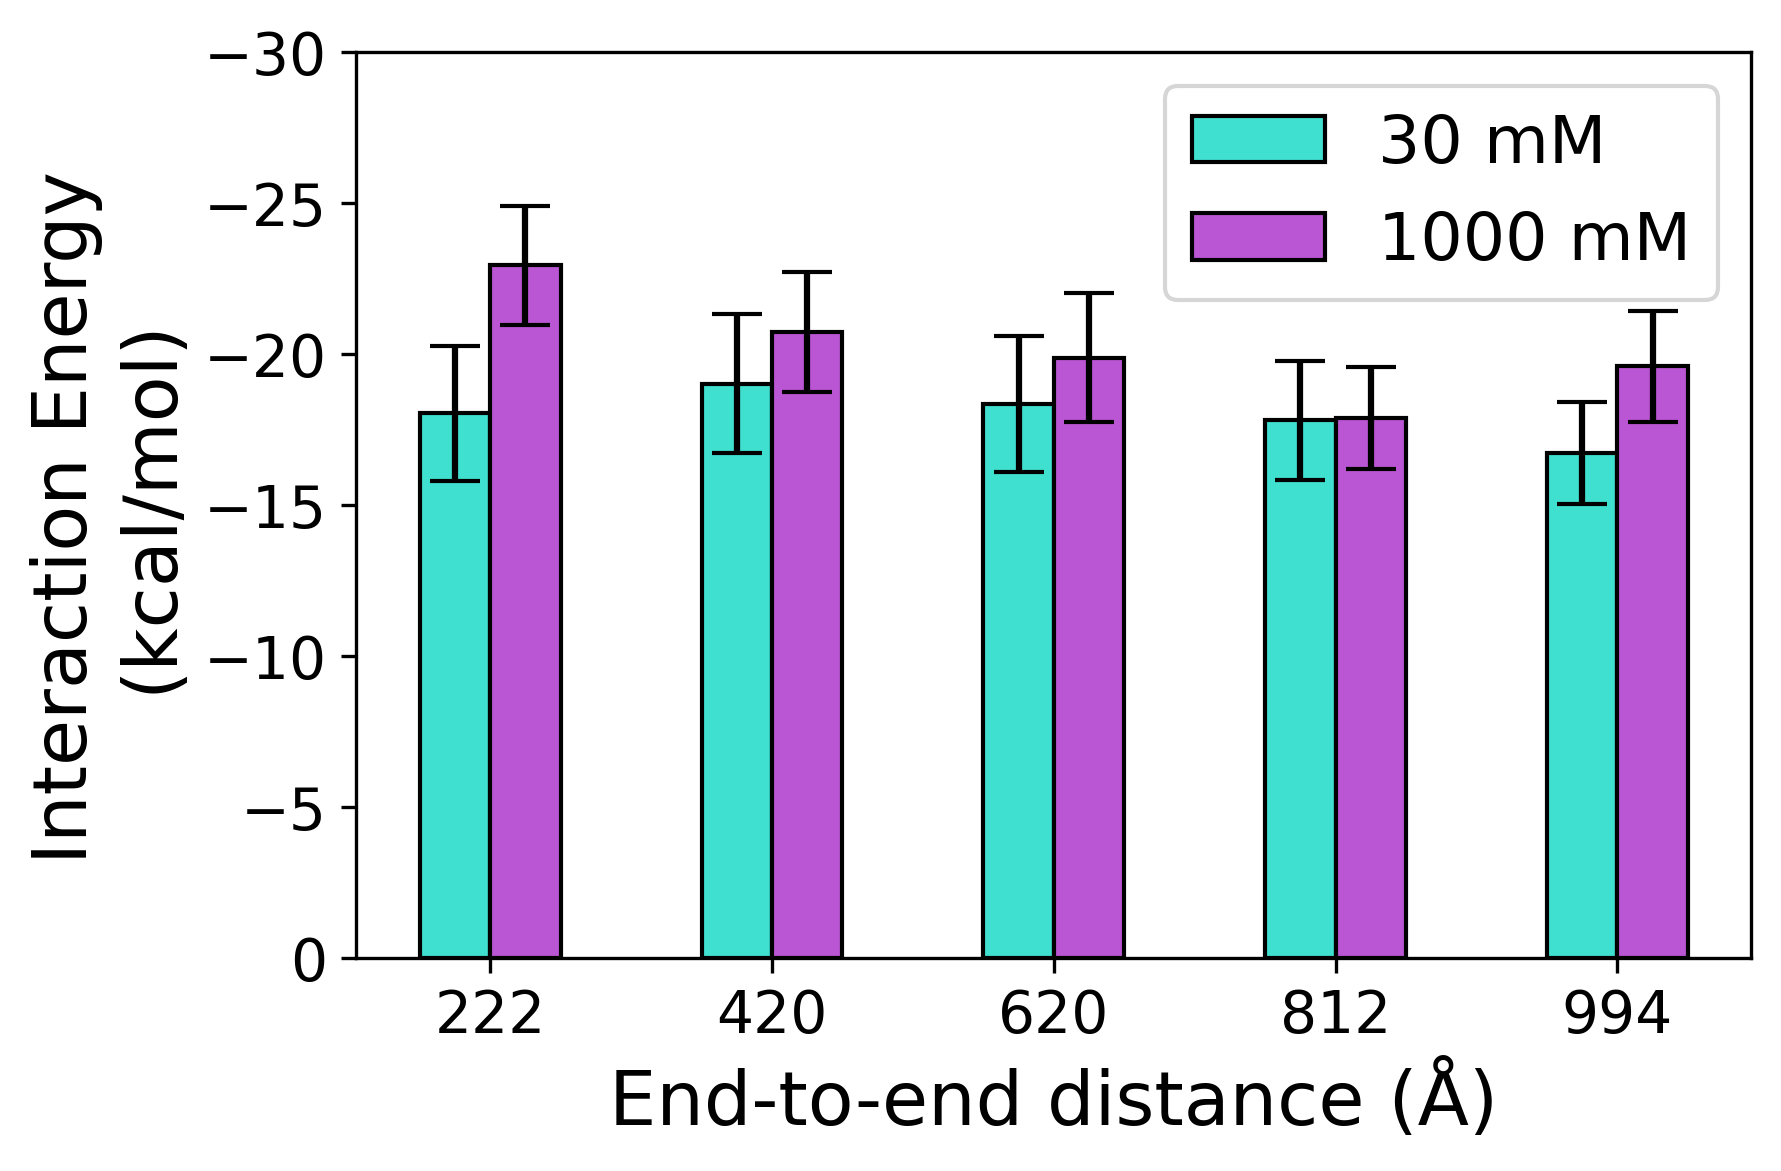 Interaction Energy
(kcal/mol)
−30
−25
−20
−15
−10
−5
0
30 mM
1000 mM
222 420 620 812 994
End-to-end distance (Å)